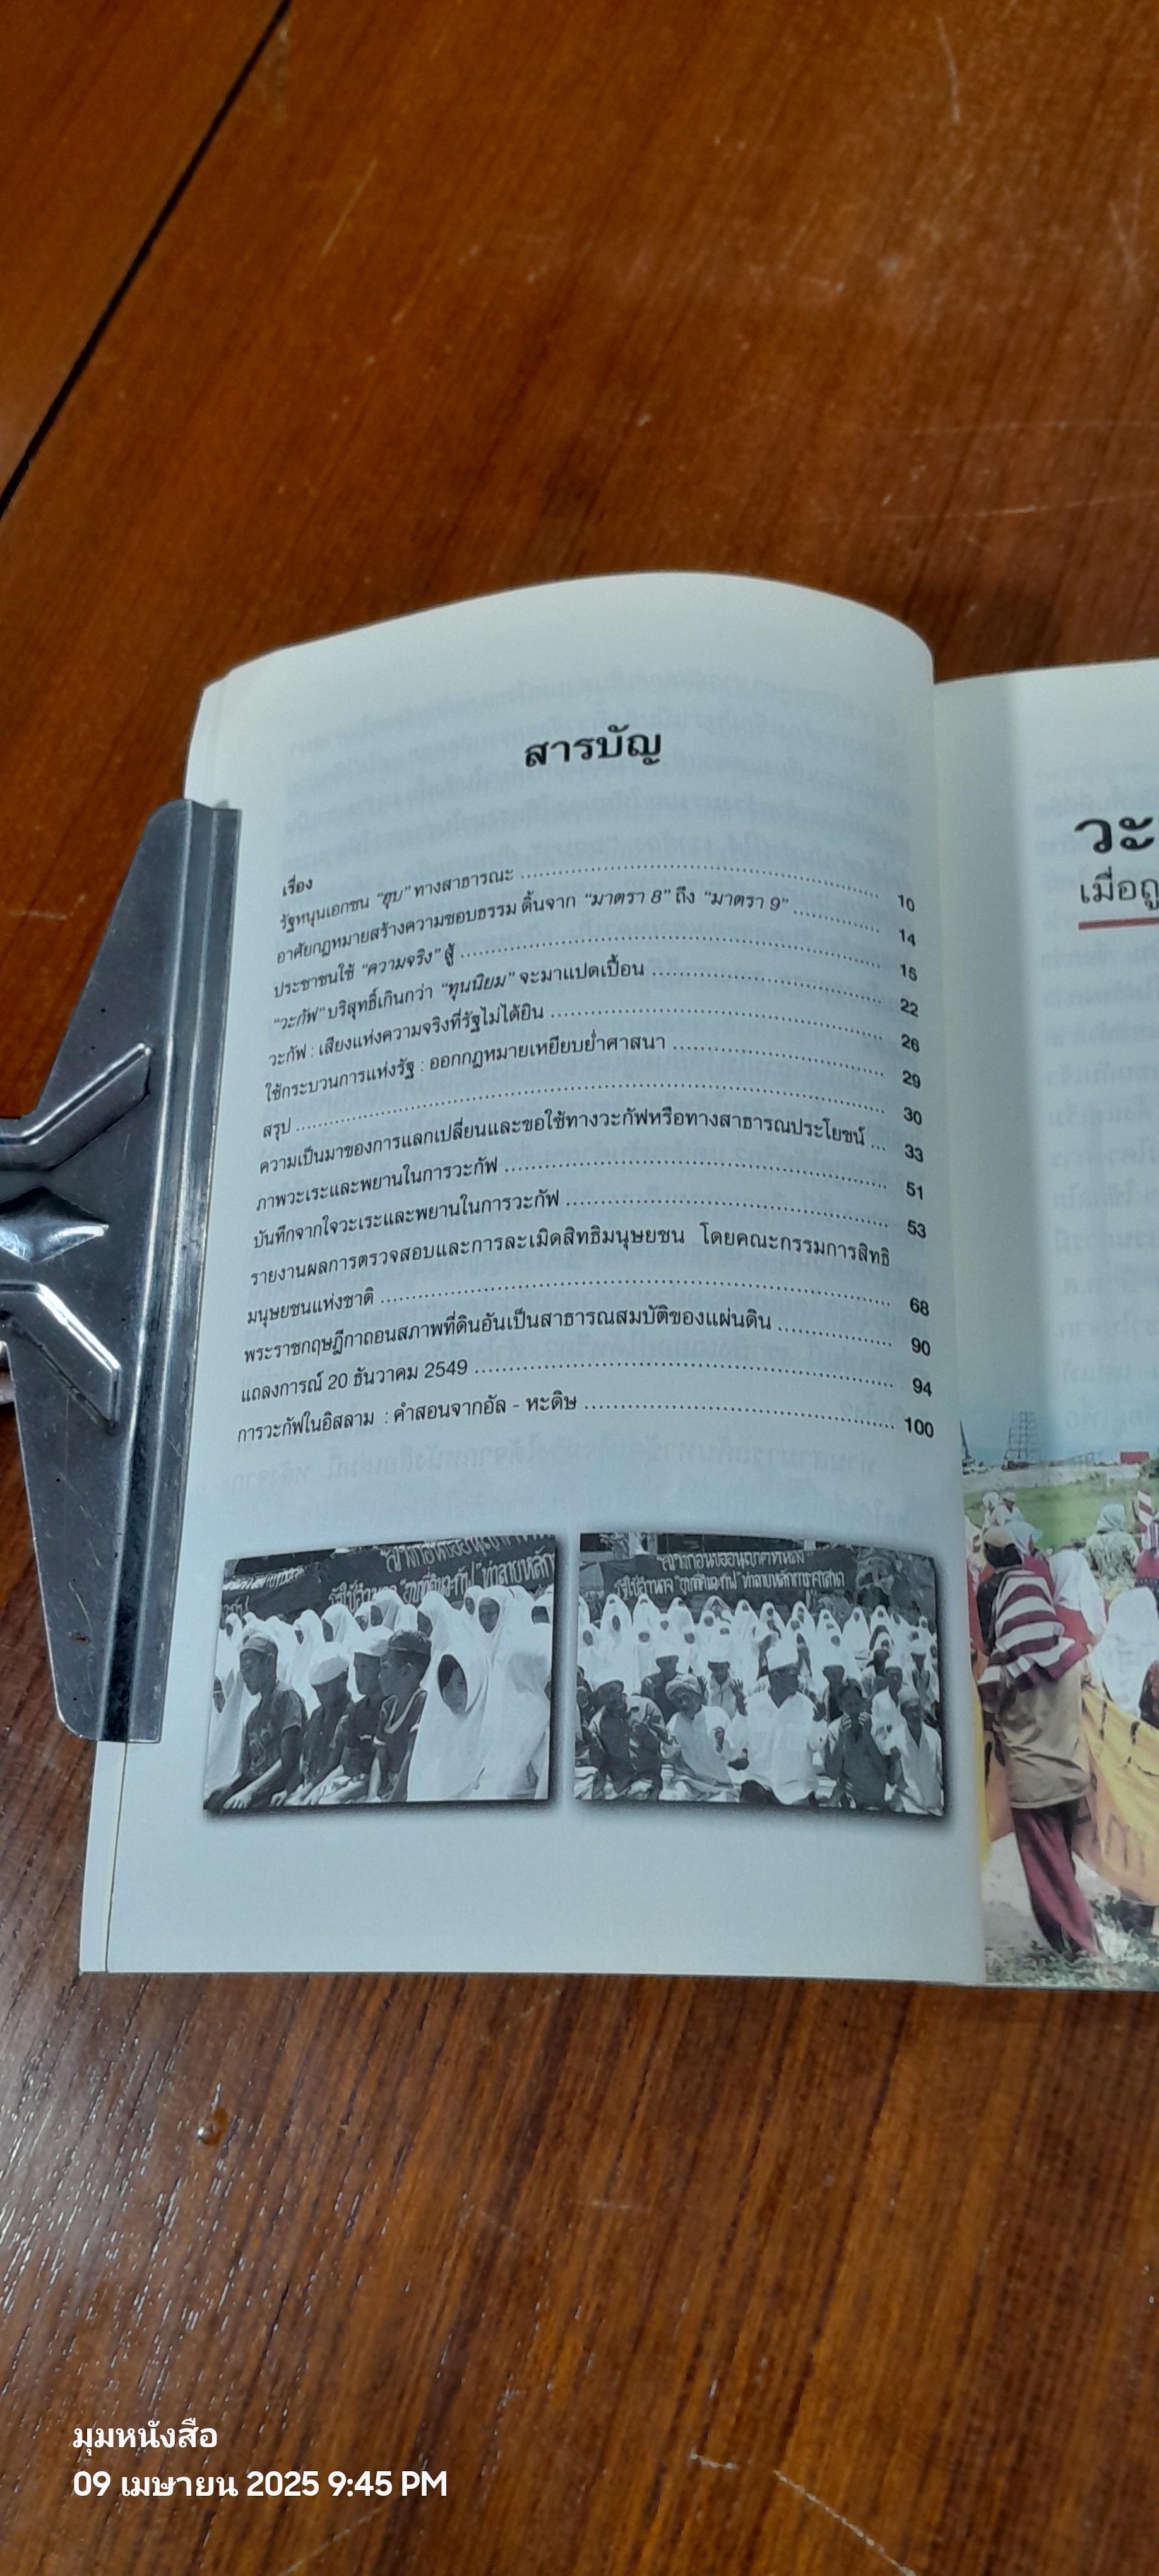 สารบัญ
เรื่อง
รัฐหนุนเอกชน “ฮุบ” ทางสาธารณะ ........ 10
อาศัยกฎหมายสร้างความชอบธรรม ดิ้นจาก “มาตรา 8” ถึง “มาตรา 9” ........ 14
ประชาชนใช้ “ความจริง” สู้ ........ 15
“วะกัฟ” บริสุทธิ์เกินกว่า “ทุนนิยม” จะมาแปดเปื้อน ........ 22
วะกัฟ : เสียงแห่งความจริงที่รัฐไม่ได้ยิน ........ 26
ใช้กระบวนการแห่งรัฐ : ออกกฎหมายเหยียบย่ำศาสนา ........ 29
สรุป ........ 30
ความเป็นมาของการแลกเปลี่ยนและขอใช้ทางวะกัฟหรือทางสาธารณประโยชน์ ... 33
ภาพวะเระและพยานในการวะกัฟ ........ 51
บันทึกจากใจวะเระและพยานในการวะกัฟ ........ 53
รายงานผลการตรวจสอบและการละเมิดสิทธิมนุษยชน โดยคณะกรรมการสิทธิ
มนุษยชนแห่งชาติ ........ 68
พระราชกฤษฎีกาถอนสภาพที่ดินอันเป็นสาธารณสมบัติของแผ่นดิน ........ 90
แถลงการณ์ 20 ธันวาคม 2549 ........ 94
การวะกัฟในอิสลาม : คำสอนจากอัล - หะดิษ ........ 100
วะ
เมื่อถู
มุมหนังสือ
09 เมษายน 2025 9:45 PM